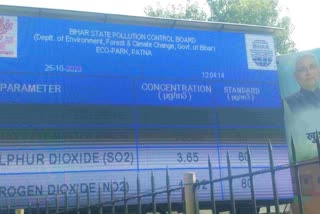 BIHAR STATE POLLUTION CONTROL BOARD
(Deptt. of Environment, Forest & Climate Change, Govt. of Bihar)
ECO-PARK, PATNA
25-10-2023 12:04:14
PARAMETER CONCENTRATION STANDARD
(µg/m3) (µg/m3)
LPHUR DIOXIDE (SO2) 3.65 80
ROGEN DIOXIDE (NO2) 80